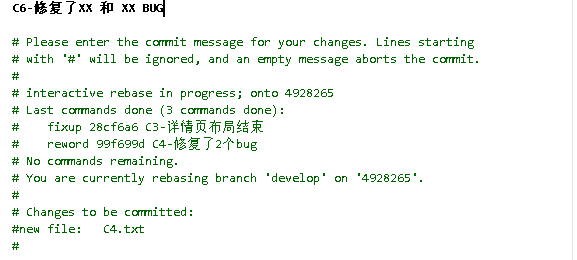 C6-修复了XX 和 XX BUG
# Please enter the commit message for your changes. Lines starting
# with '#' will be ignored, and an empty message aborts the commit.
#
# interactive rebase in progress; onto 4928265
# Last commands done (3 commands done):
#    fixup 28cf6a6 C3-详情页布局结束
#    reword 99f699d C4-修复了2个bug
# No commands remaining.
# You are currently rebasing branch 'develop' on '4928265'.
#
# Changes to be committed:
#new file:   C4.txt
#